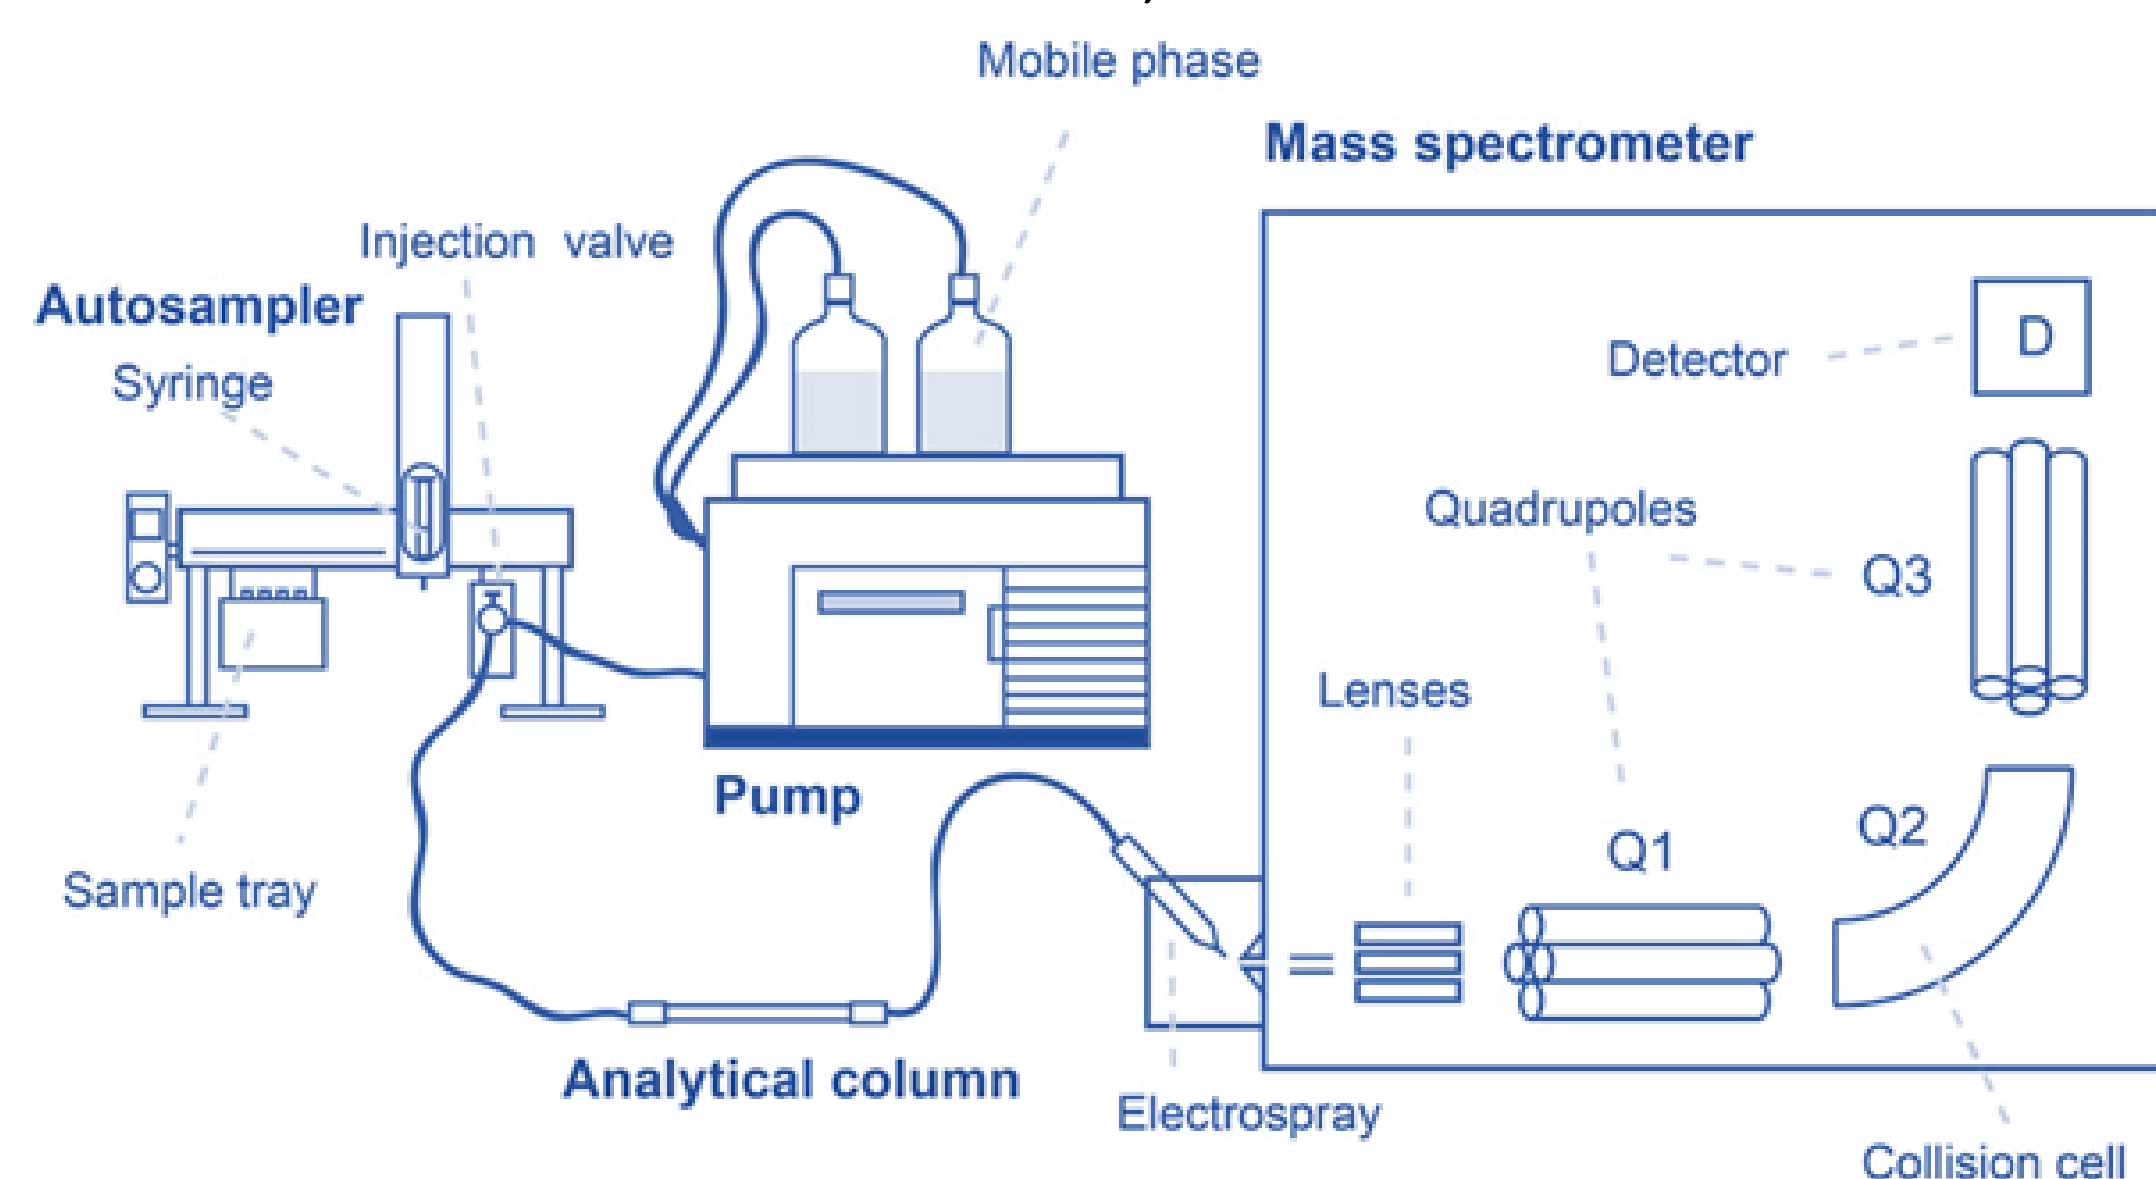 Mobile phase
Mass spectrometer
Injection valve
Autosampler
Syringe
Detector
D
Quadrupoles
Q3
Lenses
Pump
Q2
Q1
Sample tray
Analytical column
Electrospray
Collision cell